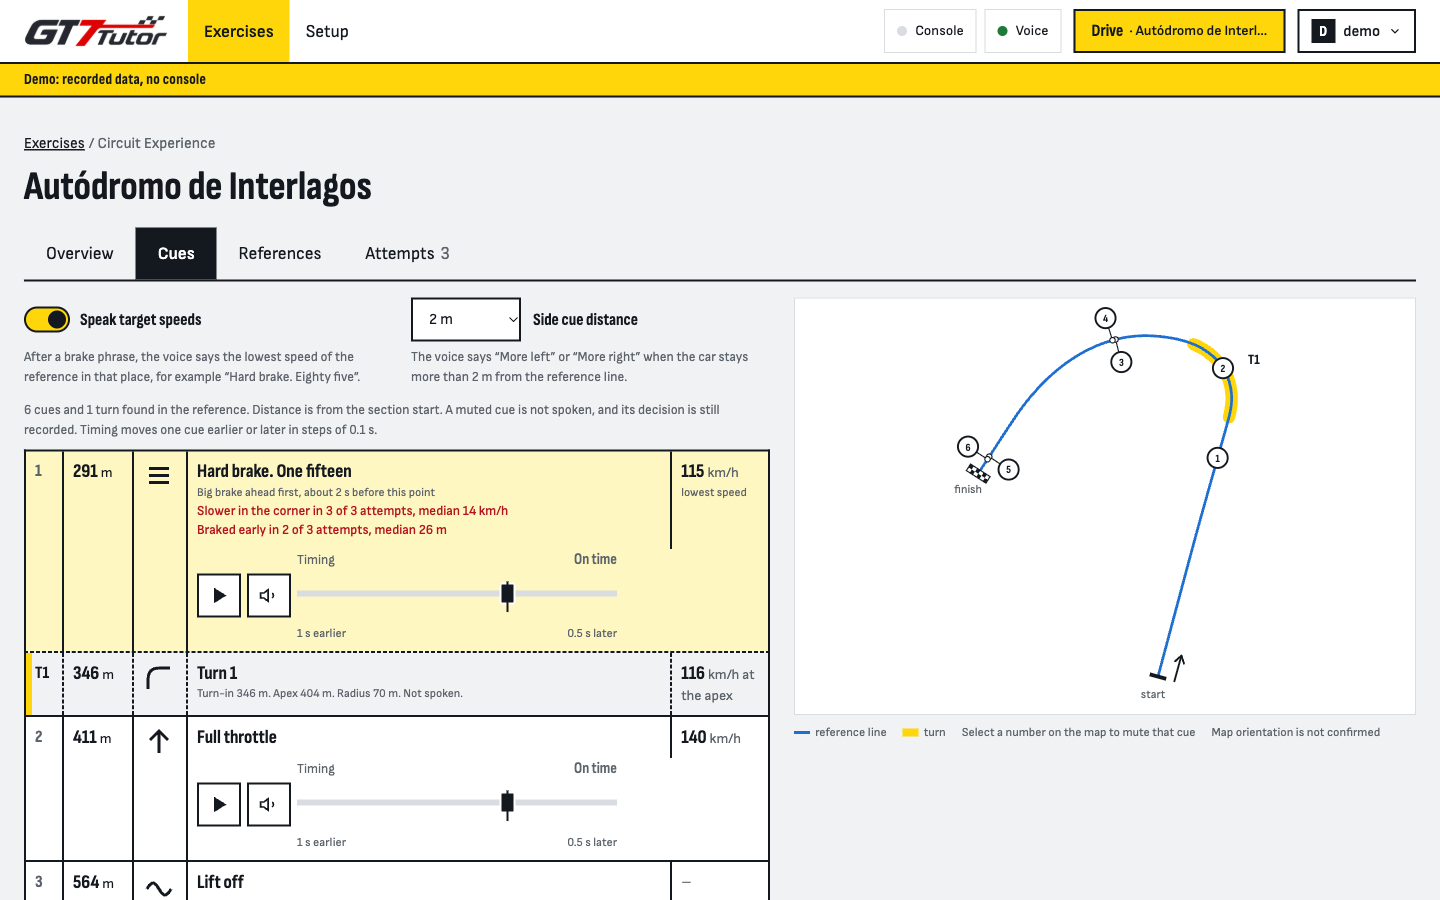 GT7 Tutor
Exercises
Setup
Console
Voice
Drive · Autódromo de Interl...
D demo
Demo: recorded data, no console
Exercises / Circuit Experience
Autódromo de Interlagos
Overview
Cues
References
Attempts 3
Speak target speeds
After a brake phrase, the voice says the lowest speed of the
reference in that place, for example “Hard brake. Eighty five”.
2 m
Side cue distance
The voice says “More left” or “More right” when the car stays
more than 2 m from the reference line.
6 cues and 1 turn found in the reference. Distance is from the section start. A muted cue is not spoken, and its decision is still
recorded. Timing moves one cue earlier or later in steps of 0.1 s.
1
291 m
Hard brake. One fifteen
Big brake ahead first, about 2 s before this point
Slower in the corner in 3 of 3 attempts, median 14 km/h
Braked early in 2 of 3 attempts, median 26 m
115 km/h
lowest speed
Timing
On time
1 s earlier
0.5 s later
T1
346 m
Turn 1
Turn-in 346 m. Apex 404 m. Radius 70 m. Not spoken.
116 km/h at
the apex
2
411 m
Full throttle
140 km/h
Timing
On time
1 s earlier
0.5 s later
3
564 m
Lift off
–
4
3
2
T1
1
6
5
finish
start
reference line
turn
Select a number on the map to mute that cue
Map orientation is not confirmed